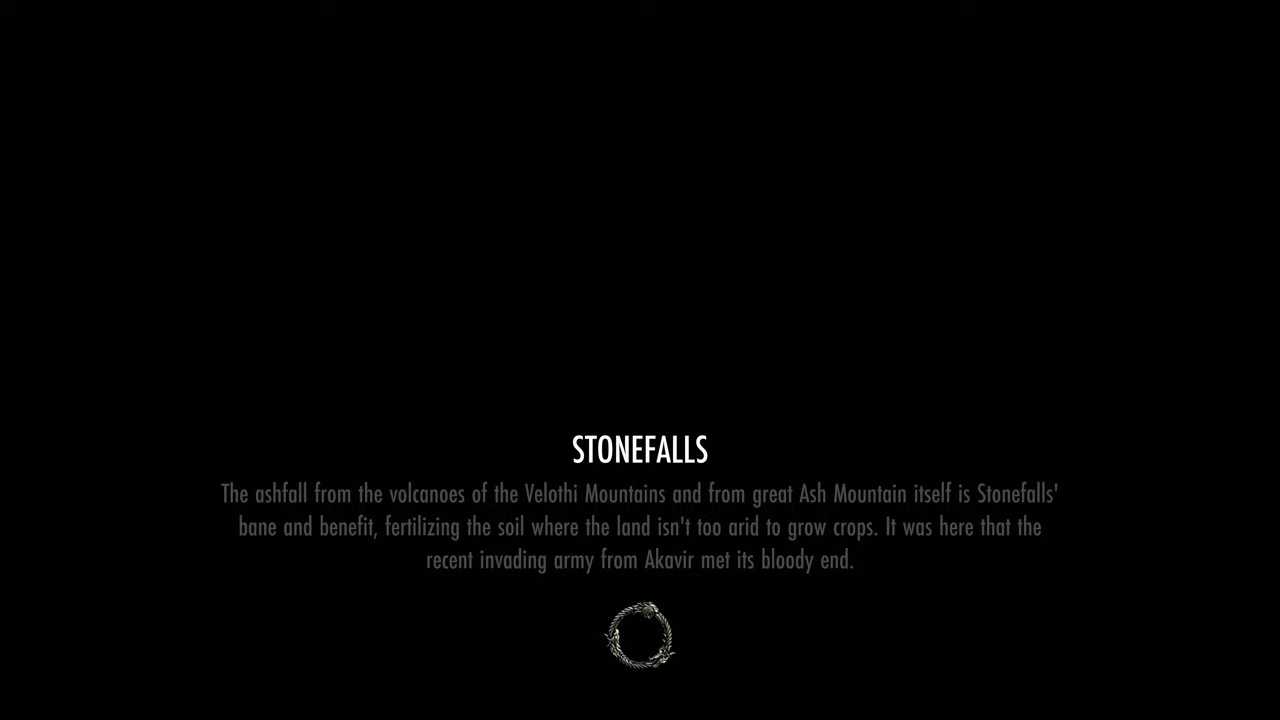 STONEFALLS
The ashfall from the volcanoes of the Velothi Mountains and from great Ash Mountain itself is Stonefalls'
bane and benefit, fertilizing the soil where the land isn't too arid to grow crops. It was here that the
recent invading army from Akavir met its bloody end.